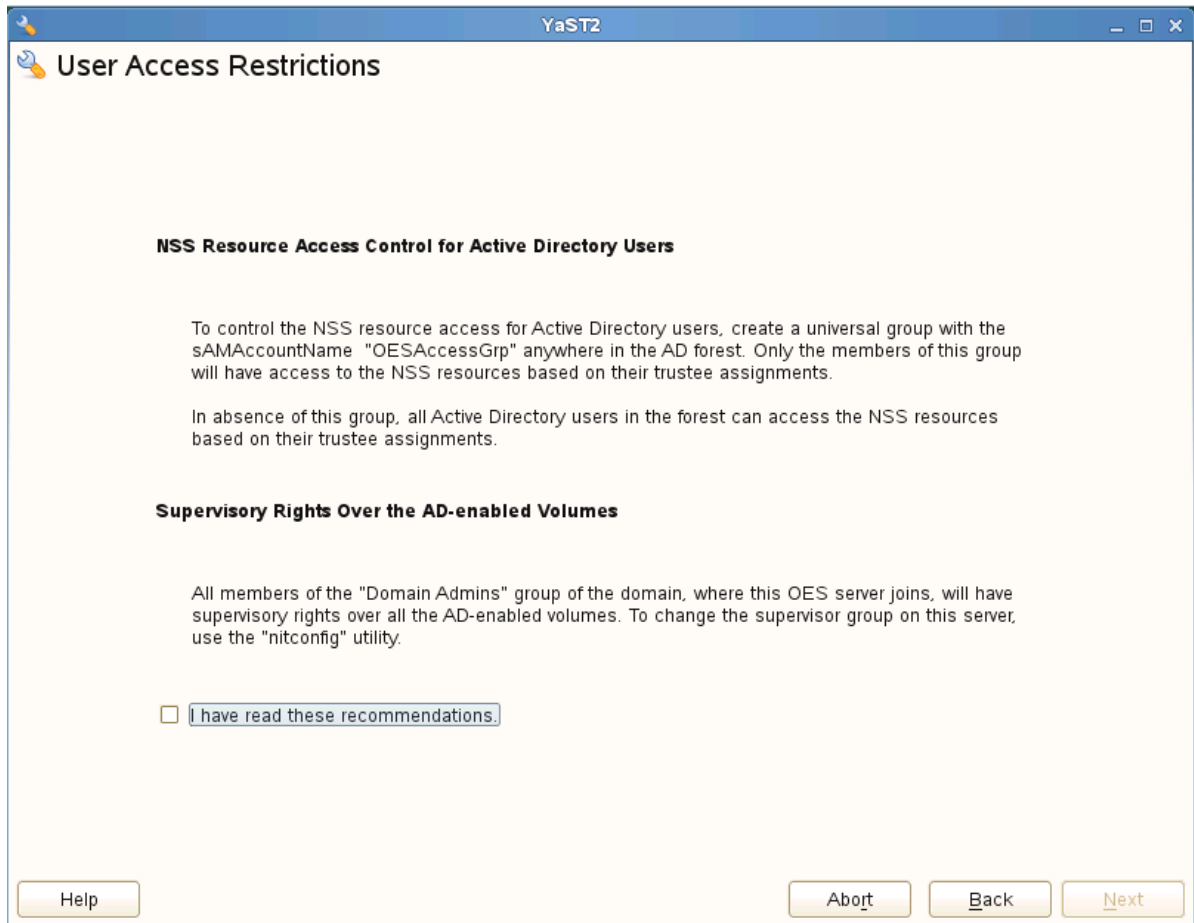 YaST2
User Access Restrictions
NSS Resource Access Control for Active Directory Users
To control the NSS resource access for Active Directory users, create a universal group with the
sAMAccountName "OESAccessGrp" anywhere in the AD forest. Only the members of this group
will have access to the NSS resources based on their trustee assignments.
In absence of this group, all Active Directory users in the forest can access the NSS resources
based on their trustee assignments.
Supervisory Rights Over the AD-enabled Volumes
All members of the "Domain Admins" group of the domain, where this OES server joins, will have
supervisory rights over all the AD-enabled volumes. To change the supervisor group on this server,
use the "nitconfig" utility.
I have read these recommendations.
Help Abort Back Next